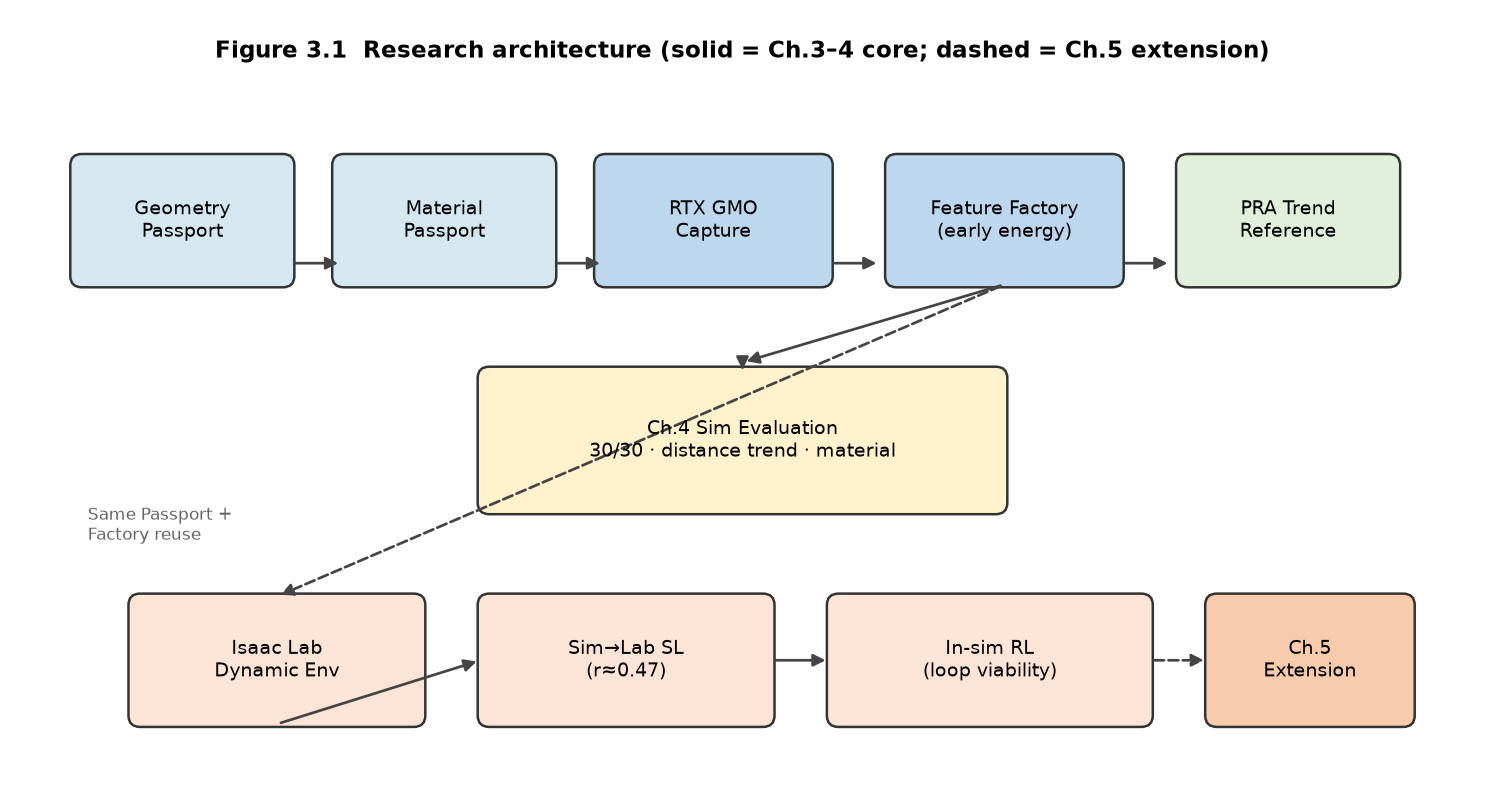 Figure 3.1  Research architecture (solid = Ch.3–4 core; dashed = Ch.5 extension)
Geometry
Passport
Material
Passport
RTX GMO
Capture
Feature Factory
(early energy)
PRA Trend
Reference
Ch.4 Sim Evaluation
30/30 · distance trend · material
Same Passport +
Factory reuse
Isaac Lab
Dynamic Env
Sim→Lab SL
(r≈0.47)
In-sim RL
(loop viability)
Ch.5
Extension